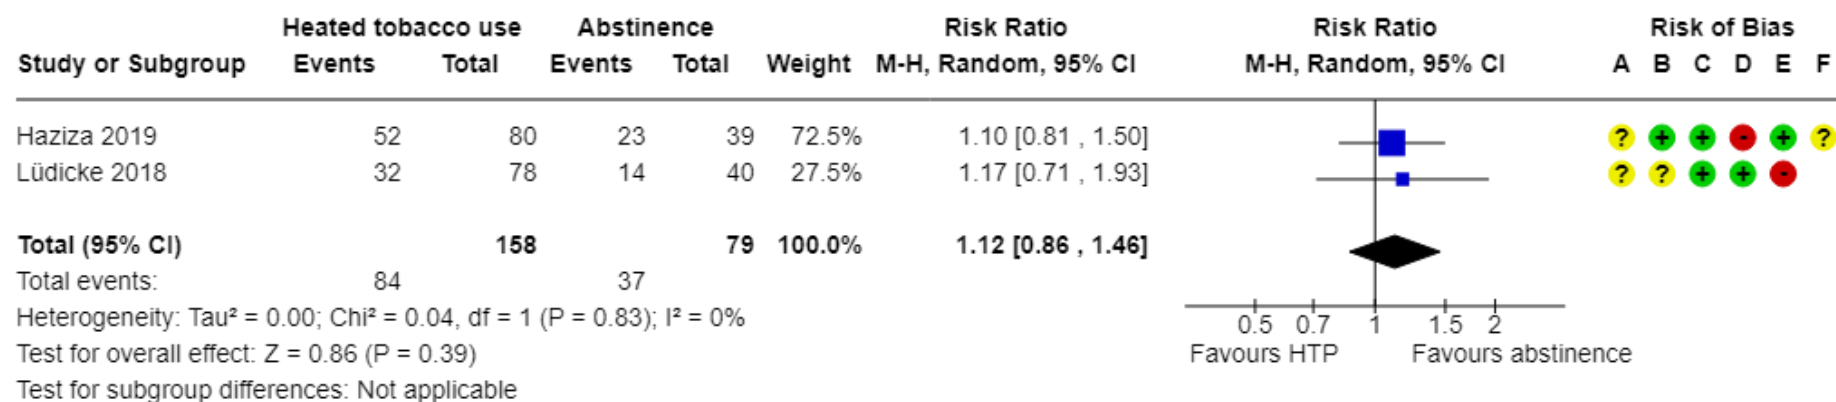 Heated tobacco use Abstinence Risk Ratio Risk Ratio Risk of Bias
Study or Subgroup Events Total Events Total Weight M-H, Random, 95% CI M-H, Random, 95% CI A B C D E F
Haziza 2019 52 80 23 39 72.5% 1.10 [0.81 , 1.50] ? + + - + ?
Lüdicke 2018 32 78 14 40 27.5% 1.17 [0.71 , 1.93] ? ? + + -
Total (95% CI) 158 79 100.0% 1.12 [0.86 , 1.46]
Total events: 84 37
Heterogeneity: Tau² = 0.00; Chi² = 0.04, df = 1 (P = 0.83); I² = 0%
0.5 0.7 1 1.5 2
Test for overall effect: Z = 0.86 (P = 0.39)
Favours HTP Favours abstinence
Test for subgroup differences: Not applicable